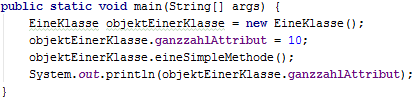 public static void main(String[] args) {
EineKlasse objektEinerKlasse = new EineKlasse();
objektEinerKlasse.ganzzahlAttribut = 10;
objektEinerKlasse.eineSimpleMethode();
System.out.println(objektEinerKlasse.ganzzahlAttribut);
}